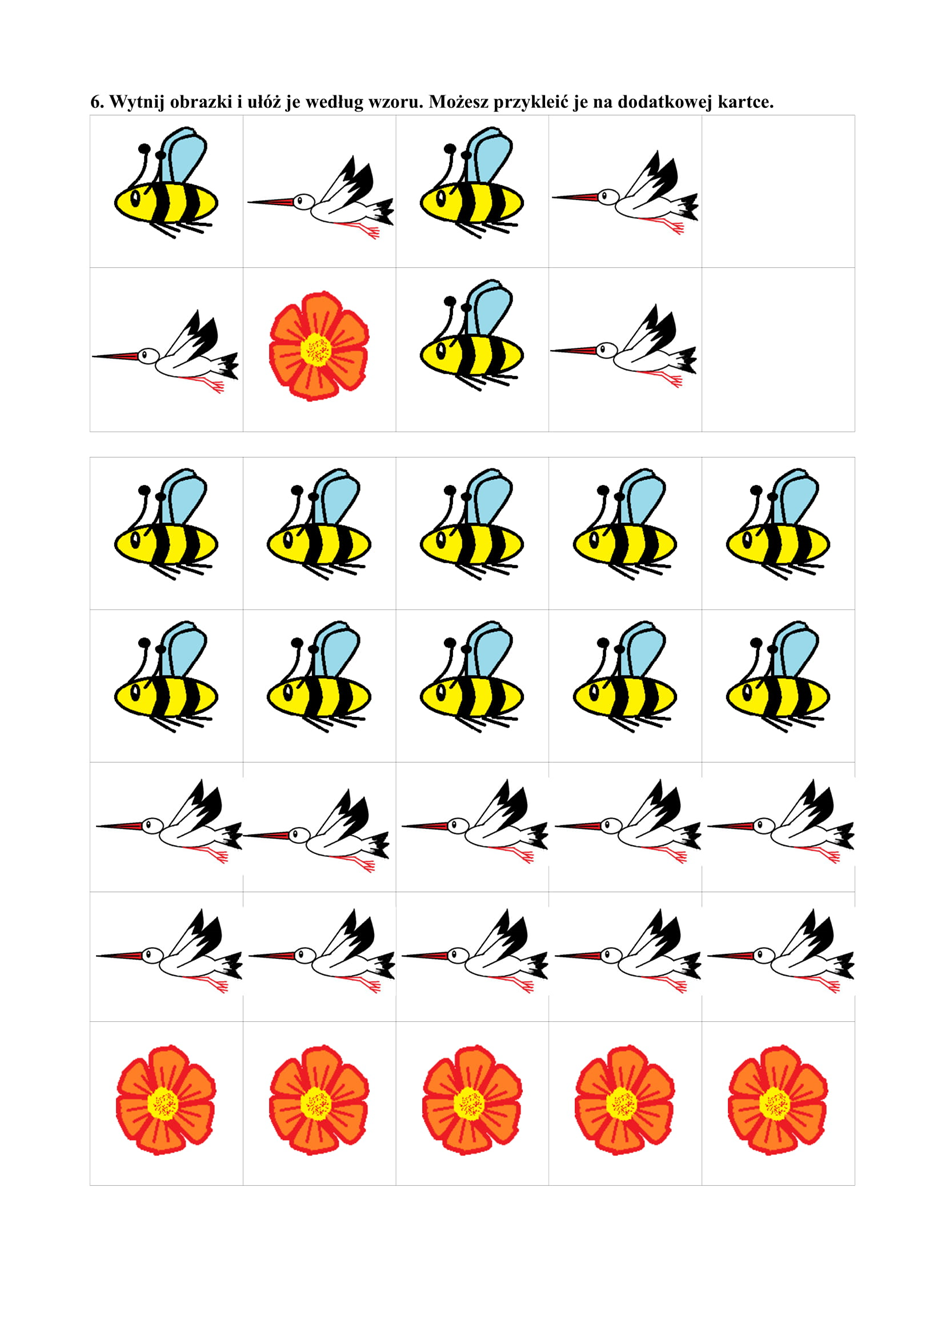 6. Wytnij obrazki i ułóż je według wzoru. Możesz przykleić je na dodatkowej kartce.